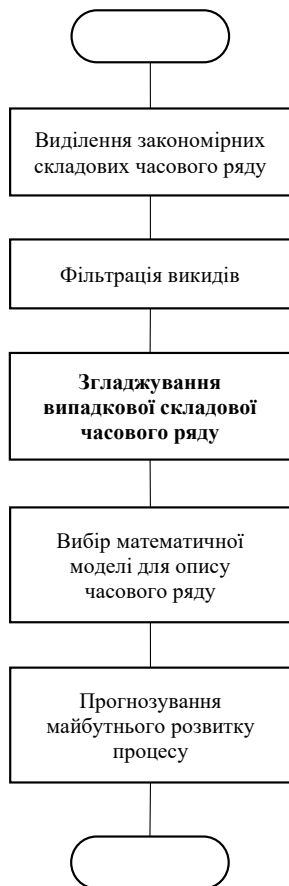 Виділення закономірних
складових часового ряду
Фільтрація викидів
Згладжування
випадкової складової
часового ряду
Вибір математичної
моделі для опису
часового ряду
Прогнозування
майбутнього розвитку
процесу